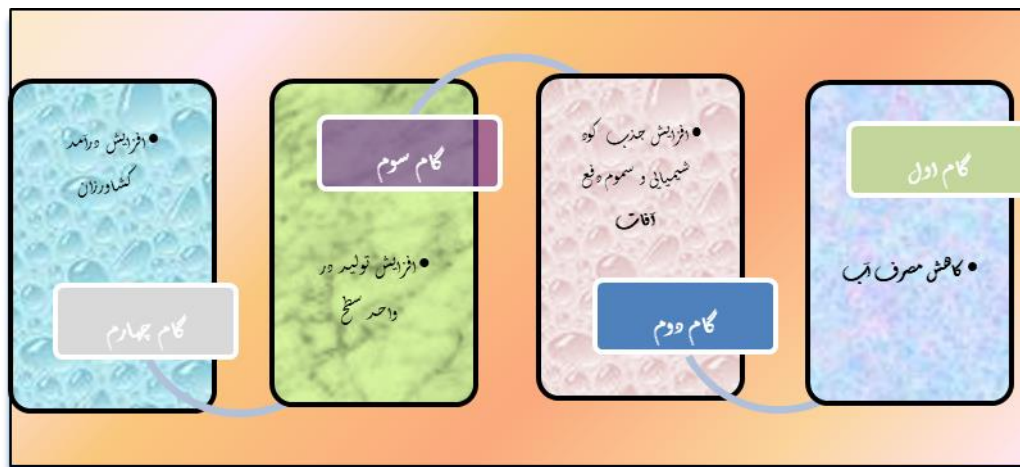 گام اول
• کاهش مصرف آب
• افزایش جذب کود
شیمیایی و سموم دفع
آفات
گام دوم
گام سوم
• افزایش تولید در
واحد سطح
• افزایش درآمد
کشاورزان
گام چهارم